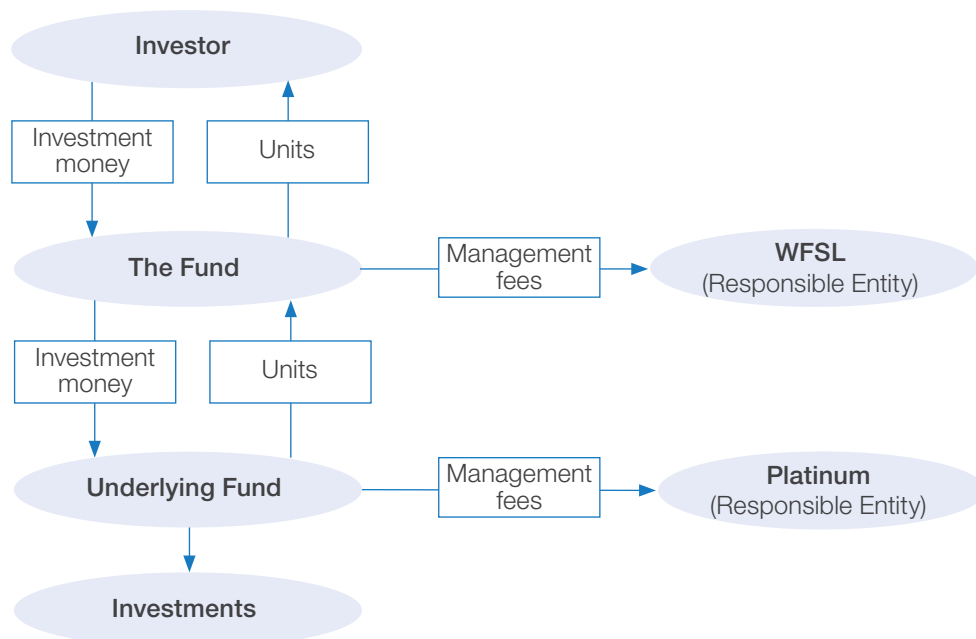 Investor
Investment
money
Units
The Fund
Management
fees
WFSL
(Responsible Entity)
Investment
money
Units
Underlying Fund
Management
fees
Platinum
(Responsible Entity)
Investments